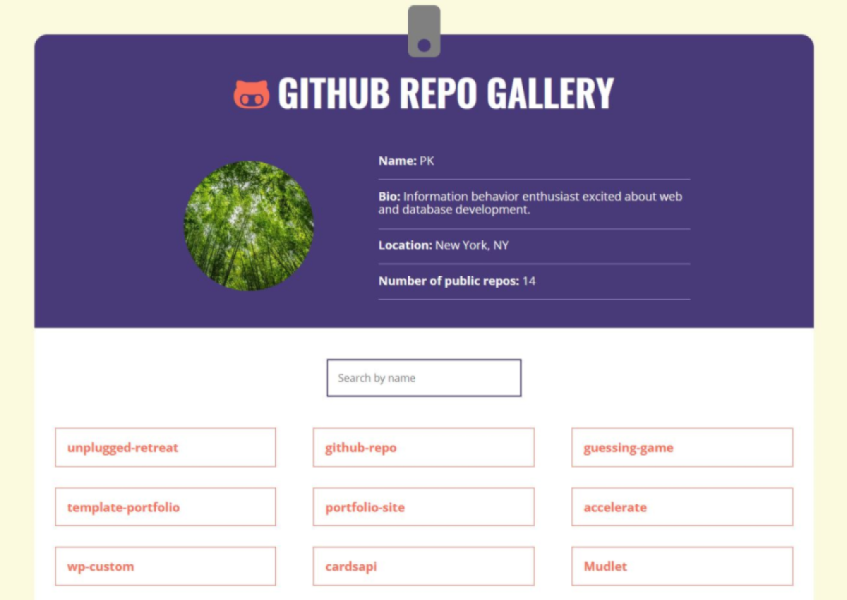 GITHUB REPO GALLERY
Name: PK
Bio: Information behavior enthusiast excited about web
and database development.
Location: New York, NY
Number of public repos: 14
Search by name
unplugged-retreat
github-repo
guessing-game
template-portfolio
portfolio-site
accelerate
wp-custom
cardsapi
Mudlet